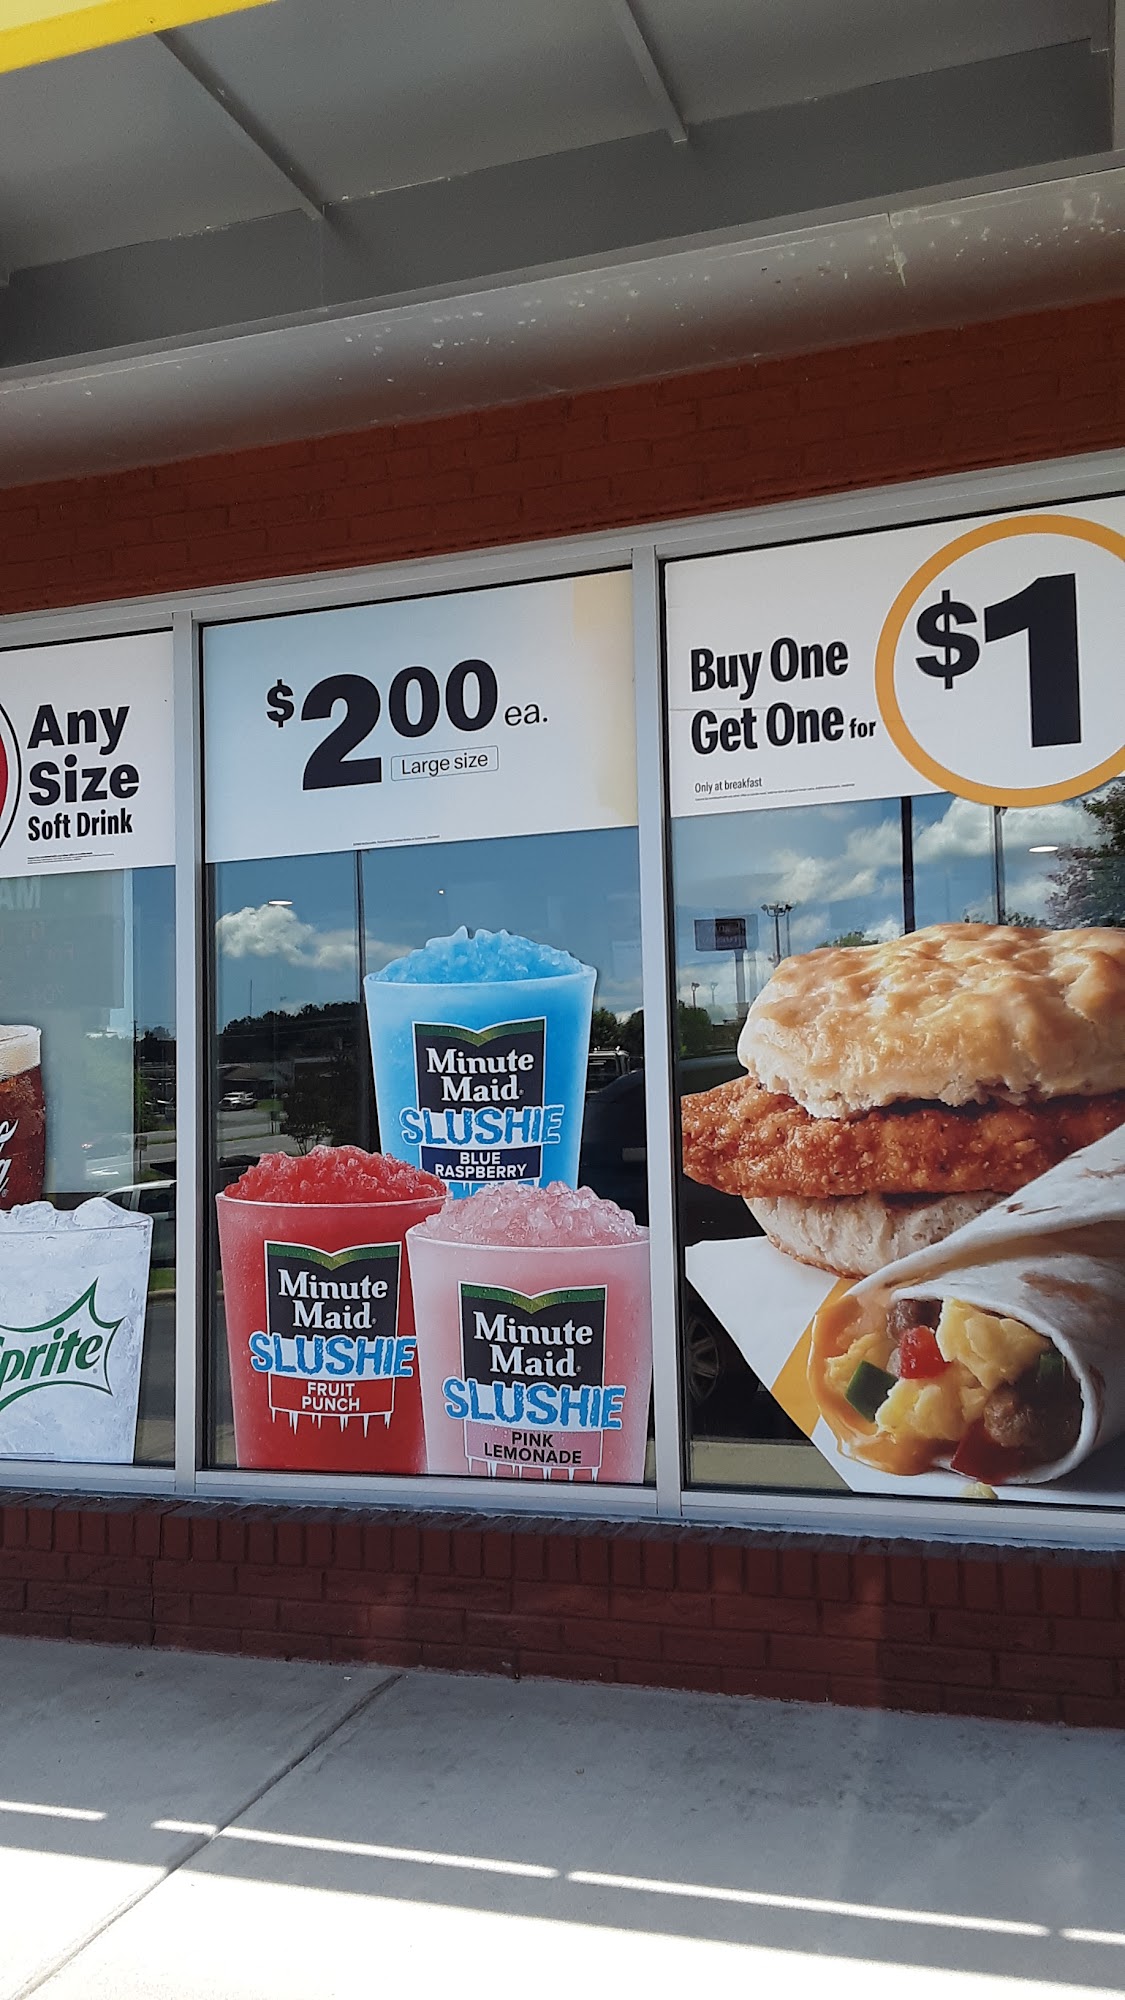 Any
Size
Soft Drink
$2.00 ea.
Large size
Buy One
Get One for
$1
Only at breakfast
Minute
Maid
SLUSHIE
BLUE
RASPBERRY
Minute
Maid
SLUSHIE
FRUIT
PUNCH
Minute
Maid
SLUSHIE
PINK
LEMONADE
prite